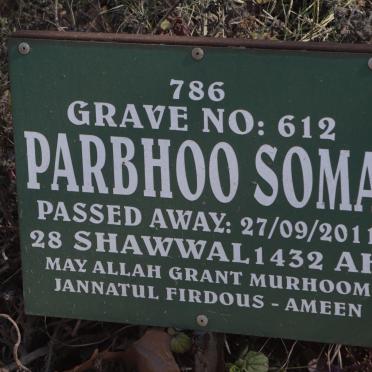 786
GRAVE NO: 612
PARBHOO SOMA
PASSED AWAY: 27/09/2011
28 SHAWWAL 1432 AH
MAY ALLAH GRANT MURHOOM
JANNATUL FIRDOUS - AMEEN